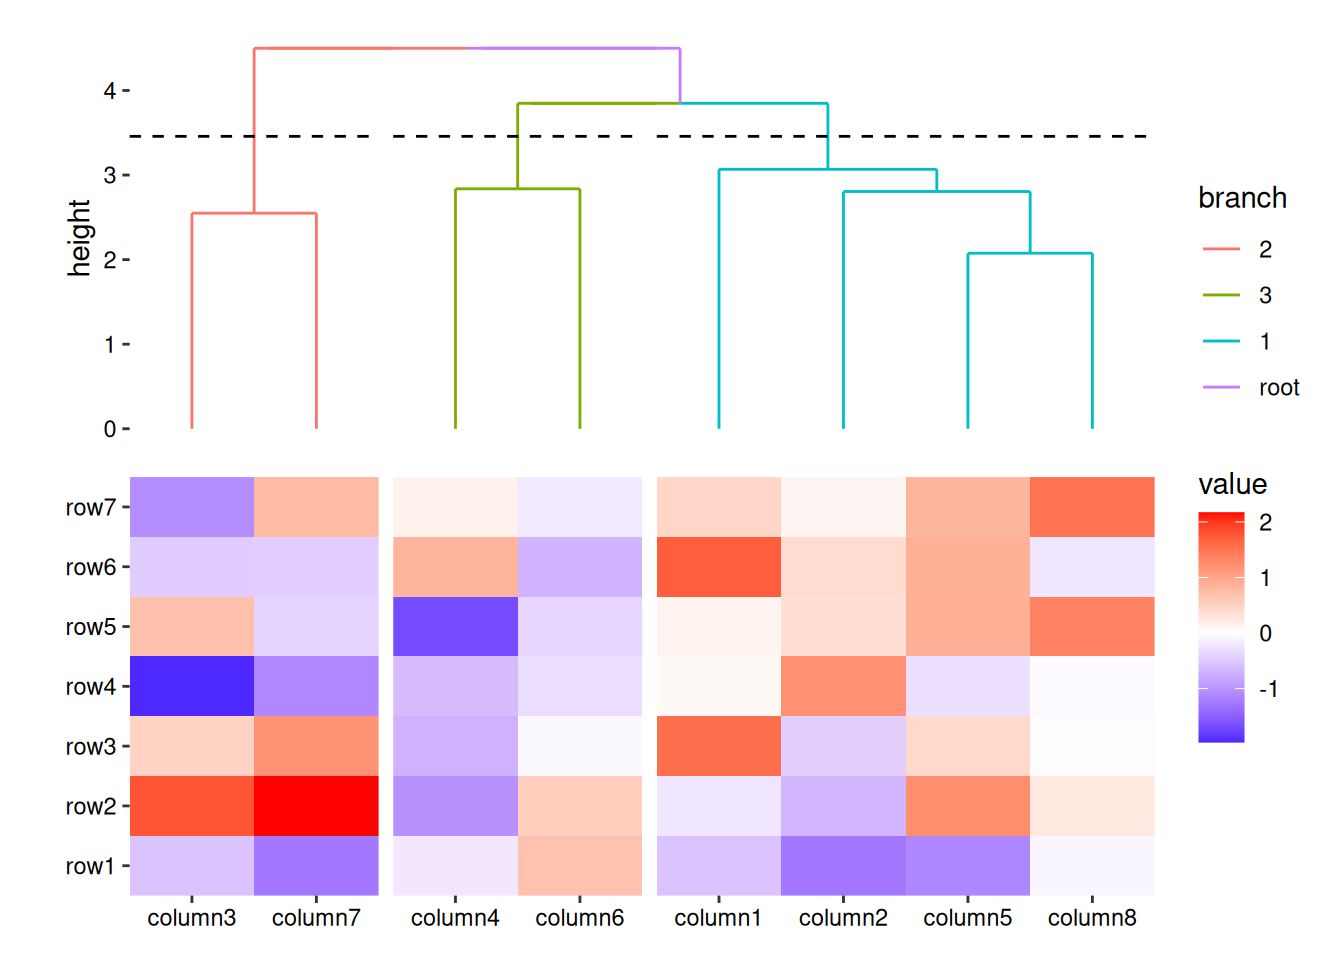 height
4
3
2
1
0
branch
2
3
1
root
row7
row6
row5
row4
row3
row2
row1
column3 column7 column4 column6 column1 column2 column5 column8
value
2
1
0
-1